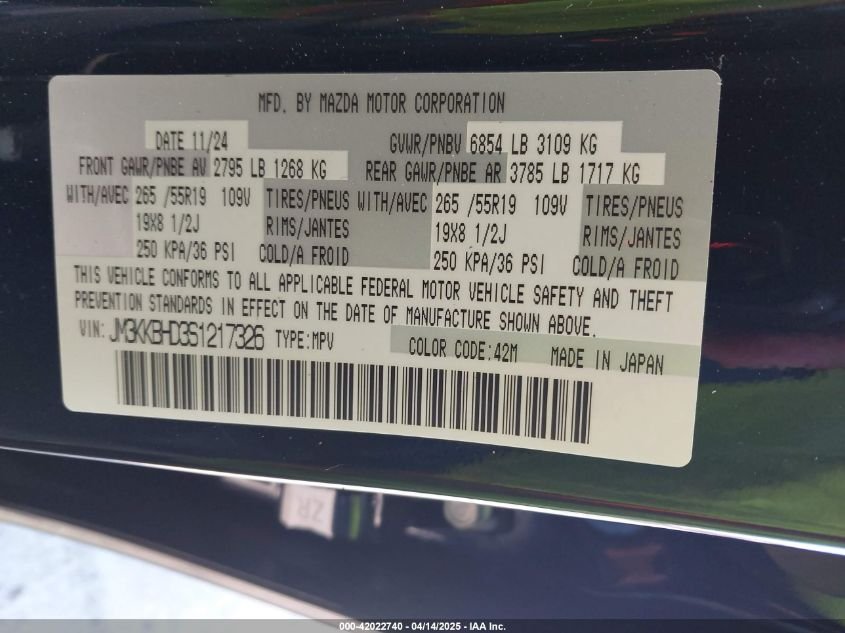 MFD. BY MAZDA MOTOR CORPORATION
DATE 11/24 GVWR/PNBV 6854 LB 3109 KG
FRONT GAWR/PNBE AV 2795 LB 1268 KG REAR GAWR/PNBE AR 3785 LB 1717 KG
WITH/AVEC 265 /55R19 109V TIRES/PNEUS WITH/AVEC 265 /55R19 109V TIRES/PNEUS
19X8 1/2J RIMS/JANTES 19X8 1/2J RIMS/JANTES
250 KPA/36 PSI COLD/A FROID 250 KPA/36 PSI COLD/A FROID
THIS VEHICLE CONFORMS TO ALL APPLICABLE FEDERAL MOTOR VEHICLE SAFETY AND THEFT
PREVENTION STANDARDS IN EFFECT ON THE DATE OF MANUFACTURE SHOWN ABOVE.
VIN: JM3KKBHD3S1217326 TYPE:MPV COLOR CODE:42M MADE IN JAPAN
ZR
000-42022740 - 04/14/2025 - IAA Inc.